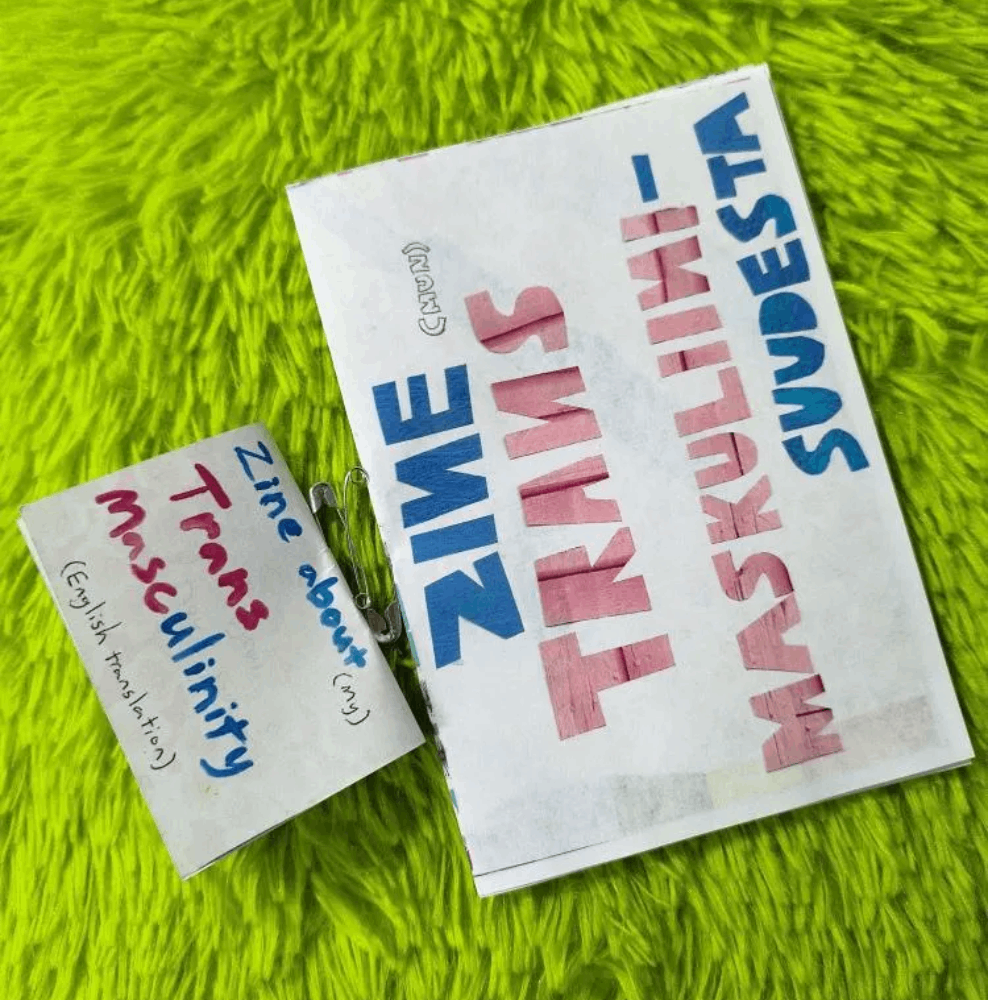 Zine about (my)
Trans
Masculinity
(English translation)
ZINE (MUN)
TRANS
MASKULIINI-
SUUDESTA